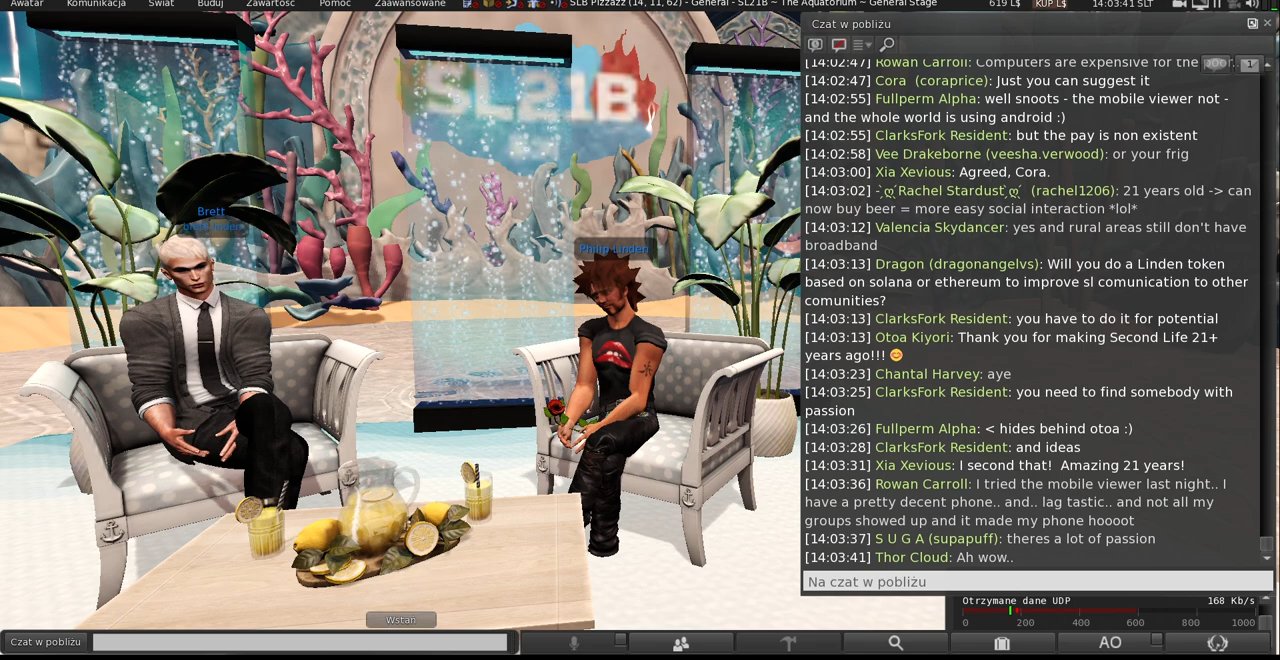 Awatar Komunikacja Świat Buduj Zawartość Pomoc Zaawansowane SLB Pizzazz (14, 11, 62) - General - SL21B ~ The Aquatorium ~ General Stage 619 L$ KUP L$ 14:03:41 SLT
Czat w pobliżu
1
[14:02:47] Rowan Carroll: Computers are expensive for the poor..
[14:02:47] Cora (coraprice): Just you can suggest it
[14:02:55] Fullperm Alpha: well snoots - the mobile viewer not -
and the whole world is using android :)
[14:02:55] ClarksFork Resident: but the pay is non existent
[14:02:58] Vee Drakeborne (veesha.verwood): or your frig
[14:03:00] Xia Xevious: Agreed, Cora.
[14:03:02] Rachel Stardust (rachel1206): 21 years old -> can
now buy beer = more easy social interaction *lol*
[14:03:12] Valencia Skydancer: yes and rural areas still don't have
broadband
[14:03:13] Dragon (dragonangelvs): Will you do a Linden token
based on solana or ethereum to improve sl comunication to other
comunities?
[14:03:13] ClarksFork Resident: you have to do it for potential
[14:03:13] Otoa Kiyori: Thank you for making Second Life 21+
years ago!!! 😊
[14:03:23] Chantal Harvey: aye
[14:03:25] ClarksFork Resident: you need to find somebody with
passion
[14:03:26] Fullperm Alpha: < hides behind otoa :)
[14:03:28] ClarksFork Resident: and ideas
[14:03:31] Xia Xevious: I second that!  Amazing 21 years!
[14:03:36] Rowan Carroll: I tried the mobile viewer last night.. I
have a pretty decent phone.. and.. lag tastic.. and not all my
groups showed up and it made my phone hoooot
[14:03:37] S U G A (supapuff): theres a lot of passion
[14:03:41] Thor Cloud: Ah wow..
Na czat w pobliżu
SL21B
Brett
brett.linden
Philip Linden
Wstań
Otrzymane dane UDP 168 Kb/s
0 200 400 600 800 1000
Czat w pobliżu
AO